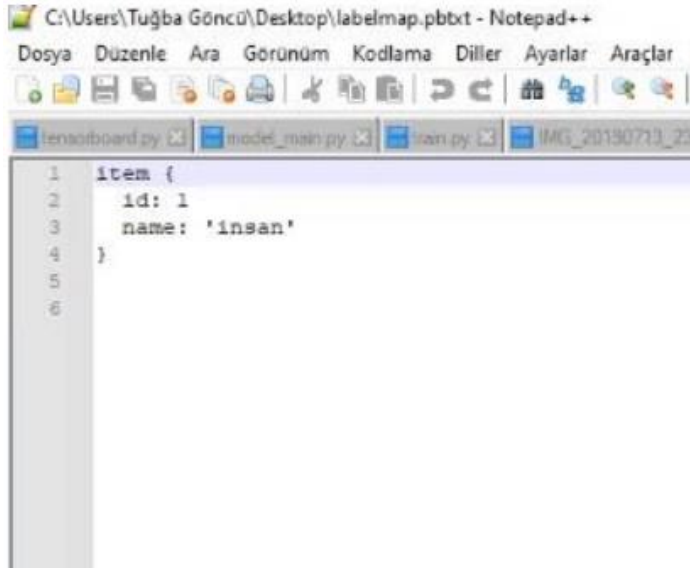 C:\Users\Tuğba Göncü\Desktop\labelmap.pbtxt - Notepad++
Dosya Düzenle Ara Görünüm Kodlama Diller Ayarlar Araçlar
tensorboard.py model_main.py train.py
1 item {
2 id: 1
3 name: 'insan'
4 }
5
6